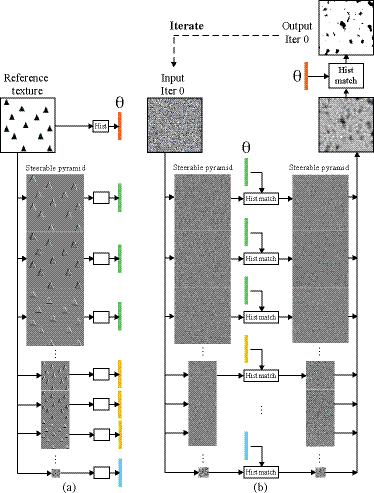 Iterate
Output
Iter 0
Reference
texture
θ
Input
Iter 0
θ
Hist
match
Hist
θ
Steerable pyramid
Steerable pyramid
Steerable pyramid
Hist match
Hist match
Hist match
Hist match
Hist match
(a)
(b)